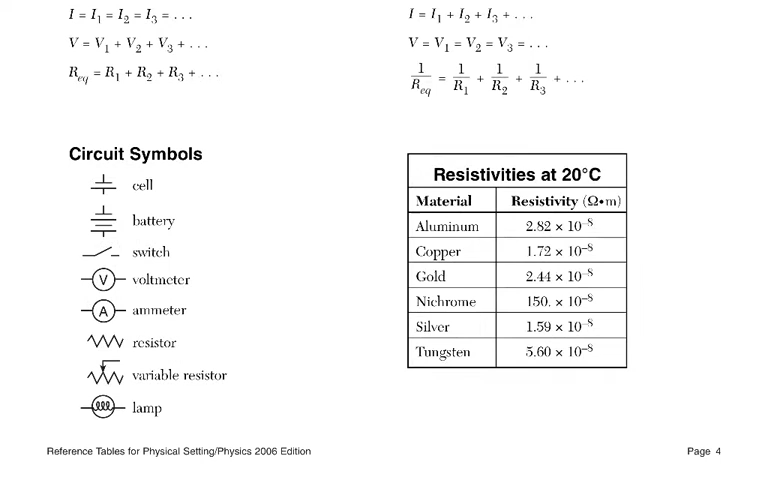 I = I₁ = I₂ = I₃ = . . .
V = V₁ + V₂ + V₃ + . . .
R_eq = R₁ + R₂ + R₃ + . . .
I = I₁ + I₂ + I₃ + . . .
V = V₁ = V₂ = V₃ = . . .
1/R_eq = 1/R₁ + 1/R₂ + 1/R₃ + . . .
Circuit Symbols
cell
battery
switch
V voltmeter
A ammeter
resistor
variable resistor
lamp
Resistivities at 20°C
Material Resistivity (Ω•m)
Aluminum 2.82 × 10⁻⁸
Copper 1.72 × 10⁻⁸
Gold 2.44 × 10⁻⁸
Nichrome 150. × 10⁻⁸
Silver 1.59 × 10⁻⁸
Tungsten 5.60 × 10⁻⁸
Reference Tables for Physical Setting/Physics 2006 Edition
Page 4